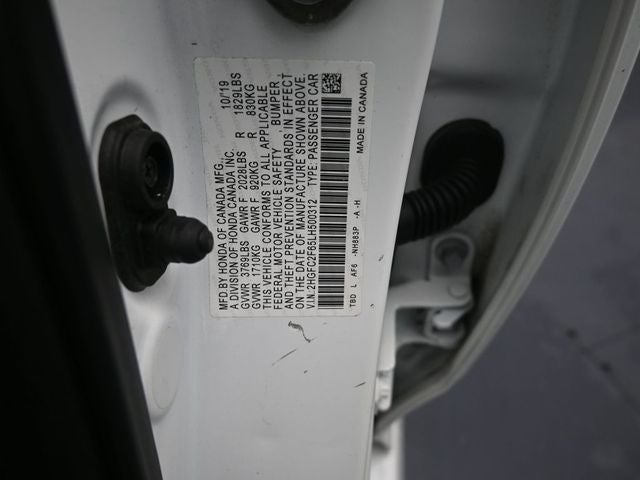 MFD BY HONDA OF CANADA MFG., 10/19
A DIVISION OF HONDA CANADA INC.
GVWR 3769LBS GAWR F 2028LBS R 1829LBS
GVWR 1710KG GAWR F 920KG R 830KG
THIS VEHICLE CONFORMS TO ALL APPLICABLE
FEDERAL MOTOR VEHICLE SAFETY, BUMPER,
AND THEFT PREVENTION STANDARDS IN EFFECT
ON THE DATE OF MANUFACTURE SHOWN ABOVE.
V.I.N.:2HGFC2F65LH500312 TYPE: PASSENGER CAR
TBD L AF6 -NH883P -A -H
MADE IN CANADA